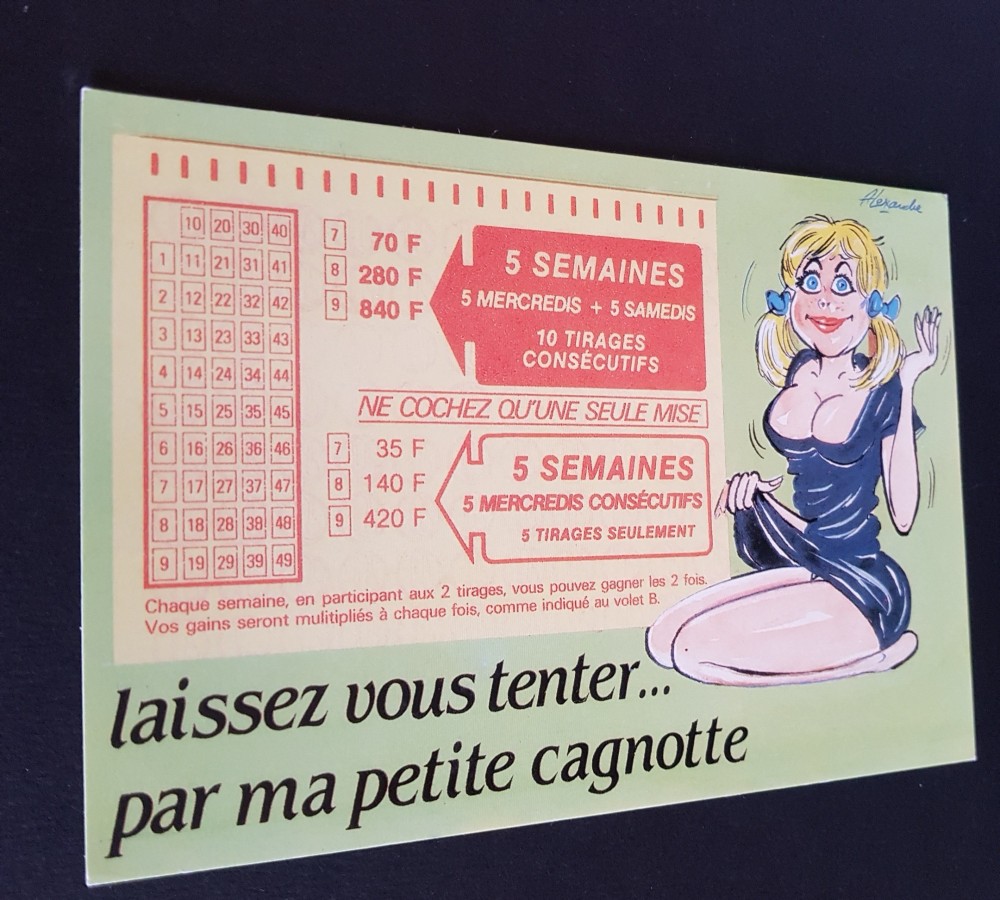 Alexandre
10 20 30 40
1 11 21 31 41
2 12 22 32 42
3 13 23 33 43
4 14 24 34 44
5 15 25 35 45
6 16 26 36 46
7 17 27 37 47
8 18 28 38 48
9 19 29 39 49
7 70 F
8 280 F
9 840 F
5 SEMAINES
5 MERCREDIS + 5 SAMEDIS
10 TIRAGES
CONSÉCUTIFS
NE COCHEZ QU'UNE SEULE MISE
7 35 F
8 140 F
9 420 F
5 SEMAINES
5 MERCREDIS CONSÉCUTIFS
5 TIRAGES SEULEMENT
Chaque semaine, en participant aux 2 tirages, vous pouvez gagner les 2 fois.
Vos gains seront mulitipliés à chaque fois, comme indiqué au volet B.
laissez vous tenter...
par ma petite cagnotte